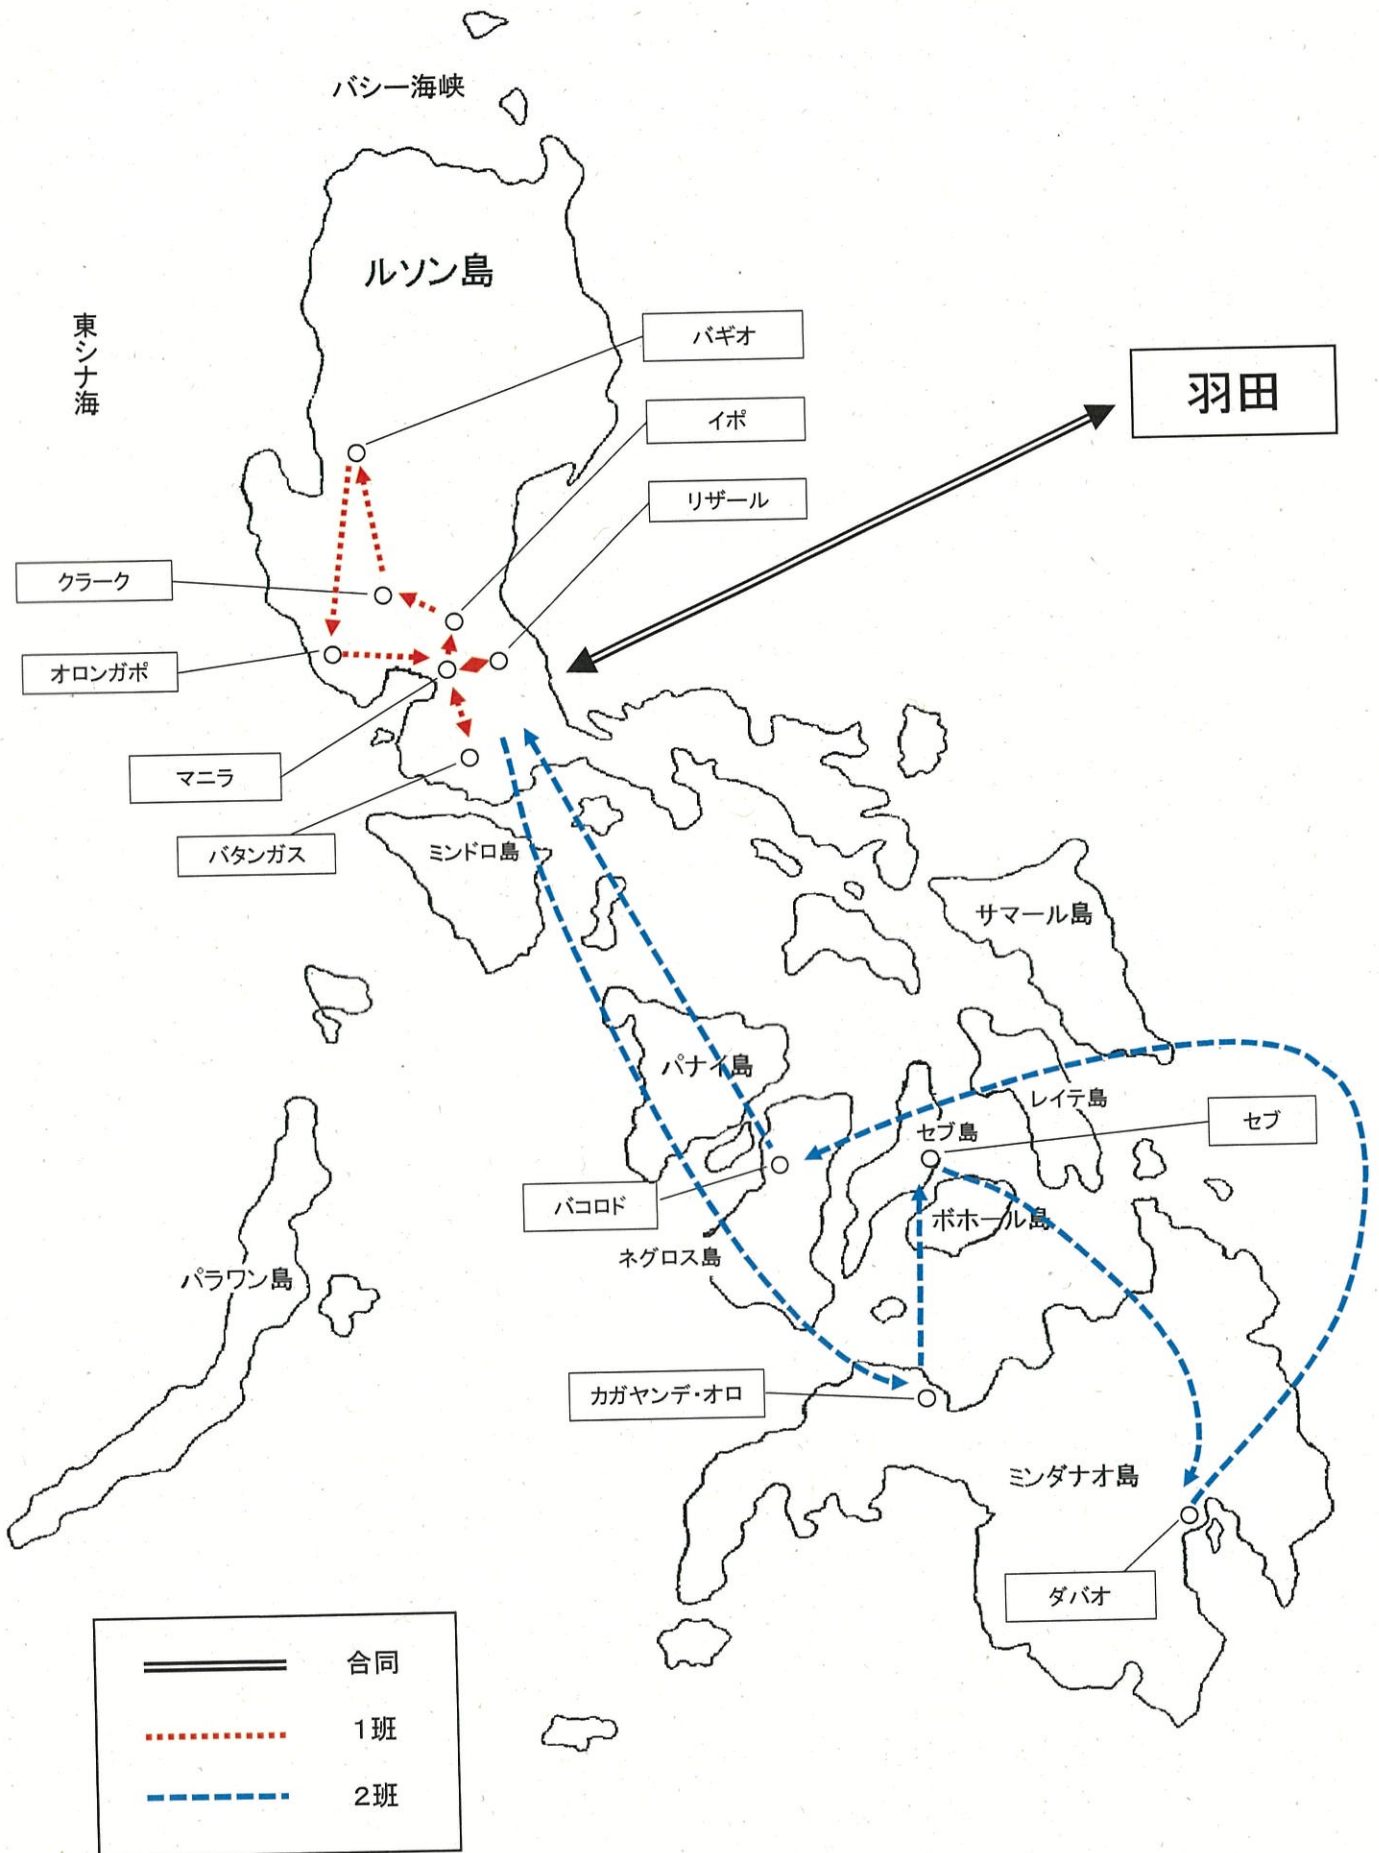 バシー海峡
ルソン島
東シナ海
バギオ
羽田
イポ
リザール
クラーク
オロンガポ
マニラ
バタンガス
ミンドロ島
サマール島
パナイ島
レイテ島
セブ
セブ島
バコロド
ボホール島
ネグロス島
パラワン島
カガヤンデ・オロ
ミンダナオ島
ダバオ
合同
1班
2班